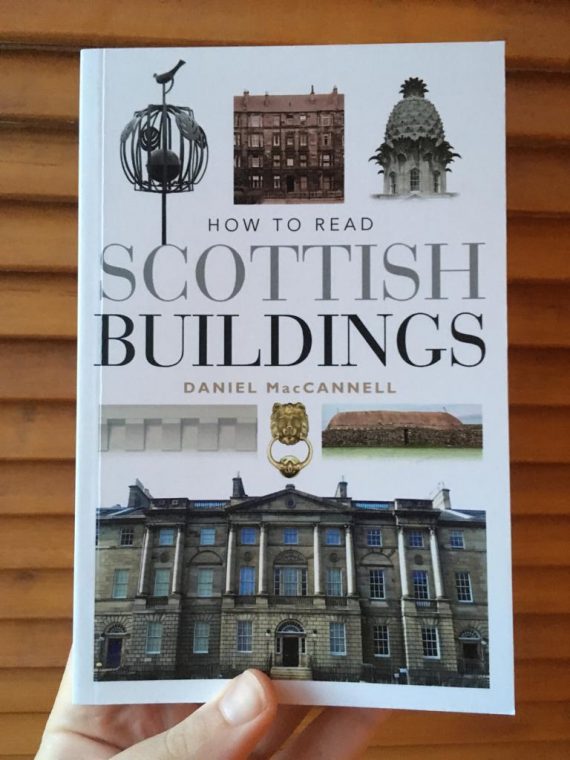 HOW TO READ
SCOTTISH
BUILDINGS
DANIEL MacCANNELL